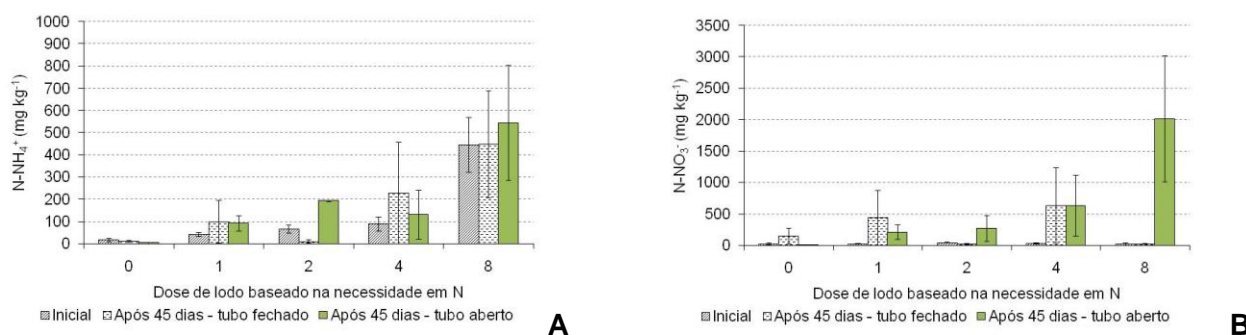 1000
900
800
700
600
500
400
300
200
100
0
N-NH₄⁺ (mg kg⁻¹)
0 1 2 4 8
Dose de lodo baseado na necessidade em N
Inicial Após 45 dias - tubo fechado Após 45 dias - tubo aberto
A
3500
3000
2500
2000
1500
1000
500
0
N-NO₃⁻ (mg kg⁻¹)
0 1 2 4 8
Dose de lodo baseado na necessidade em N
Inicial Após 45 dias - tubo fechado Após 45 dias - tubo aberto
B